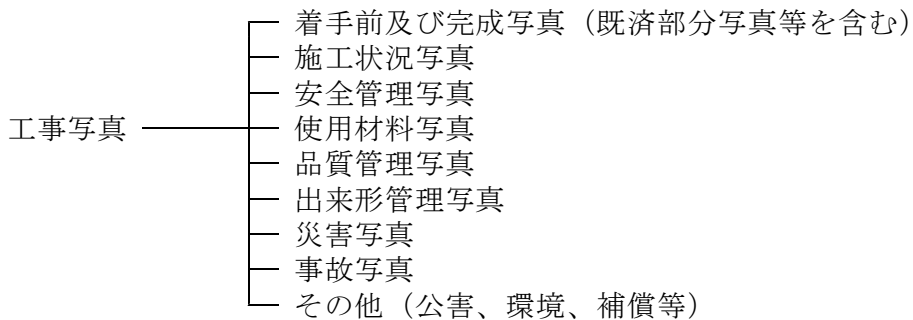 着手前及び完成写真（既済部分写真等を含む）
施工状況写真
安全管理写真
工事写真 使用材料写真
品質管理写真
出来形管理写真
災害写真
事故写真
その他（公害、環境、補償等）